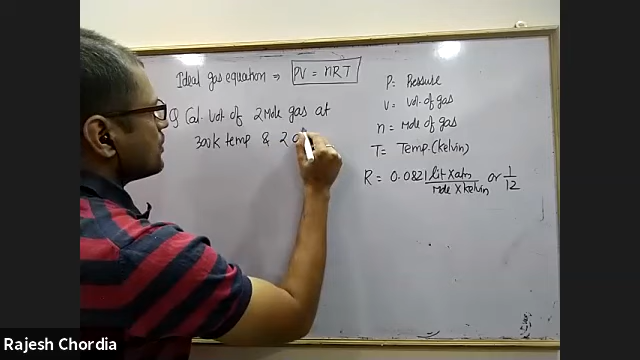 Ideal gas equation ⇒ PV = nRT
Q Cal. Vol. of 2 Mole gas at
300K temp & 2 a
P = Pressure
V = Vol. of gas
n = Mole of gas
T = Temp. (Kelvin)
R = 0.0821 lit × atm / Mole × kelvin or 1/12
Rajesh Chordia